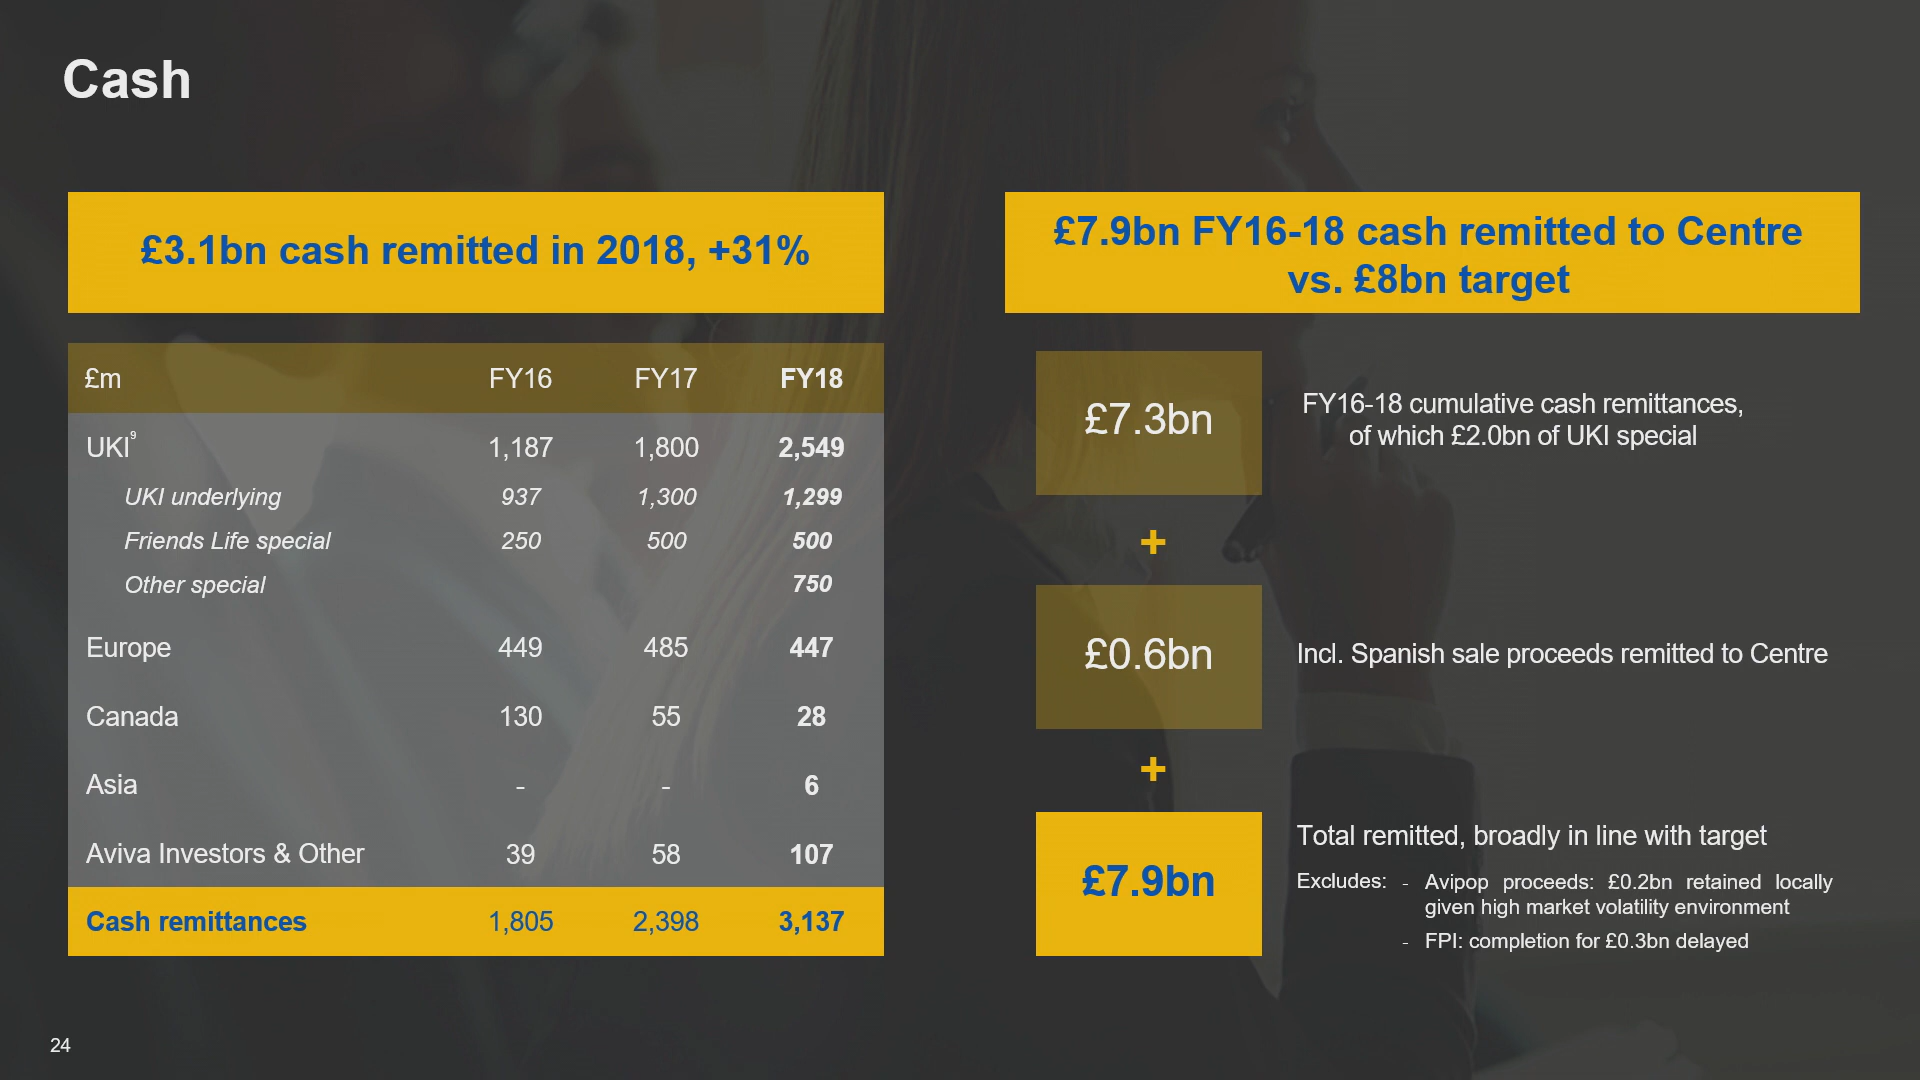 Cash
£3.1bn cash remitted in 2018, +31%
£m FY16 FY17 FY18
UKI⁹ 1,187 1,800 2,549
UKI underlying 937 1,300 1,299
Friends Life special 250 500 500
Other special 750
Europe 449 485 447
Canada 130 55 28
Asia - - 6
Aviva Investors & Other 39 58 107
Cash remittances 1,805 2,398 3,137
£7.9bn FY16-18 cash remitted to Centre
vs. £8bn target
£7.3bn
FY16-18 cumulative cash remittances,
of which £2.0bn of UKI special
+
£0.6bn
Incl. Spanish sale proceeds remitted to Centre
+
£7.9bn
Total remitted, broadly in line with target
Excludes: - Avipop proceeds: £0.2bn retained locally
given high market volatility environment
- FPI: completion for £0.3bn delayed
24